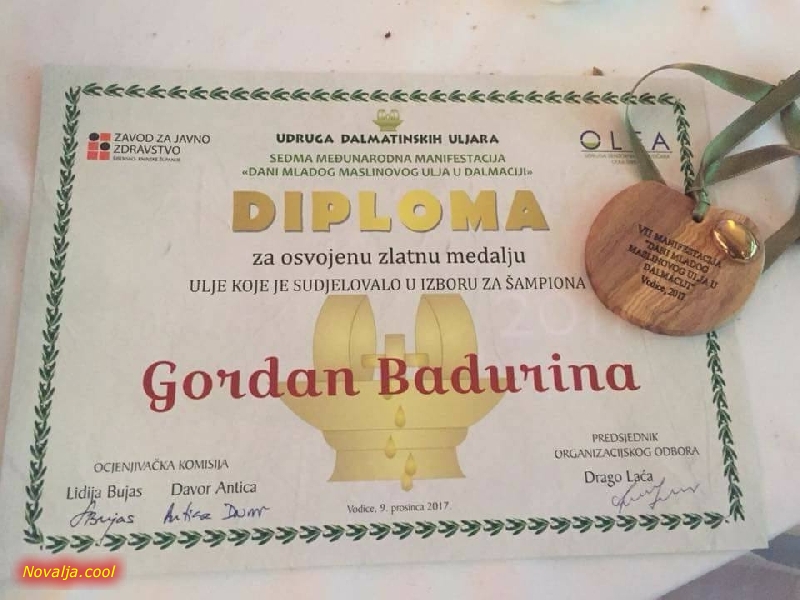 ZAVOD ZA JAVNO
ZDRAVSTVO
UDRUGA DALMATINSKIH ULJARA
SEDMA MEĐUNARODNA MANIFESTACIJA
«DANI MLADOG MASLINOVOG ULJA U DALMACIJI»
DIPLOMA
za osvojenu zlatnu medalju
ULJE KOJE JE SUDJELOVALO U IZBORU ZA ŠAMPIONA
Gordan Badurina
VII MANIFESTACIJA
"DANI MLADOG
MASLINOVOG ULJA U
DALMACIJI"
Vodice, 2017
OCJENJIVAČKA KOMISIJA
Lidija Bujas Davor Antica
PREDSJEDNIK
ORGANIZACIJSKOG ODBORA
Drago Laća
Vodice, 9. prosinca 2017.
Novalja.cool